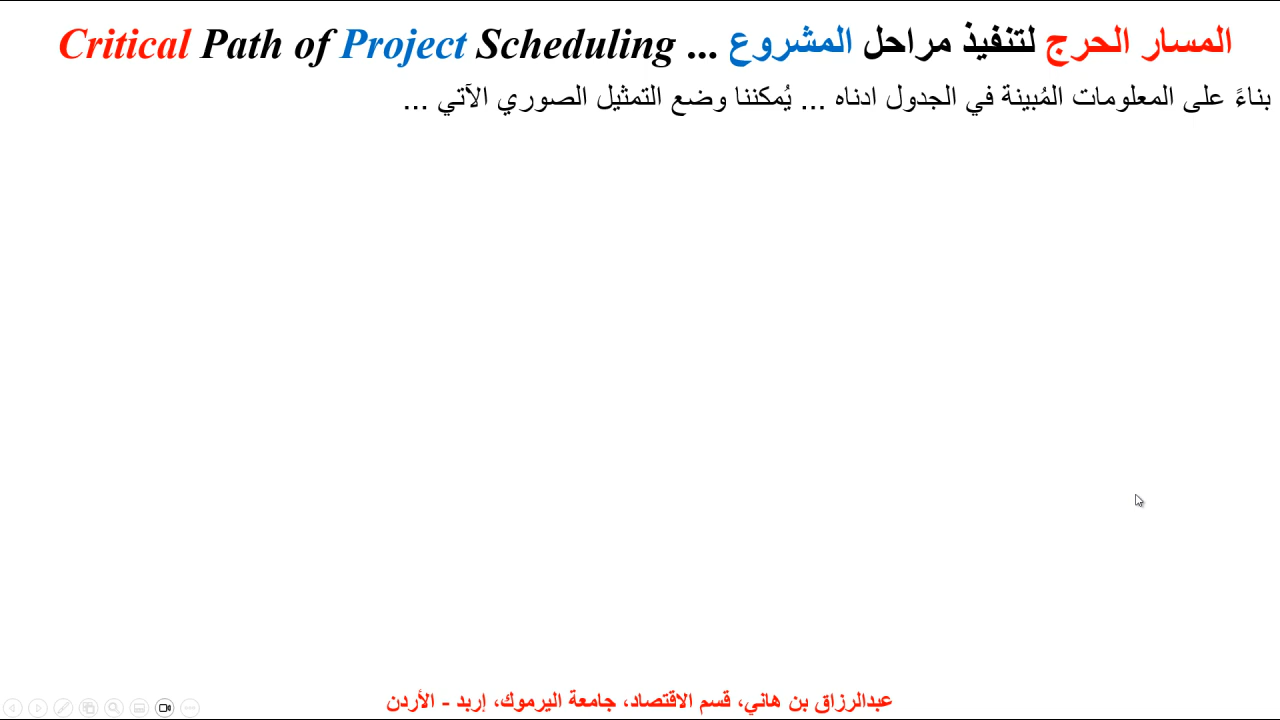 المسار الحرج لتنفيذ مراحل المشروع ... Critical Path of Project Scheduling
بناءً على المعلومات المُبينة في الجدول ادناه ... يُمكننا وضع التمثيل الصوري الآتي ...
عبدالرزاق بن هاني، قسم الاقتصاد، جامعة اليرموك، إربد - الأردن